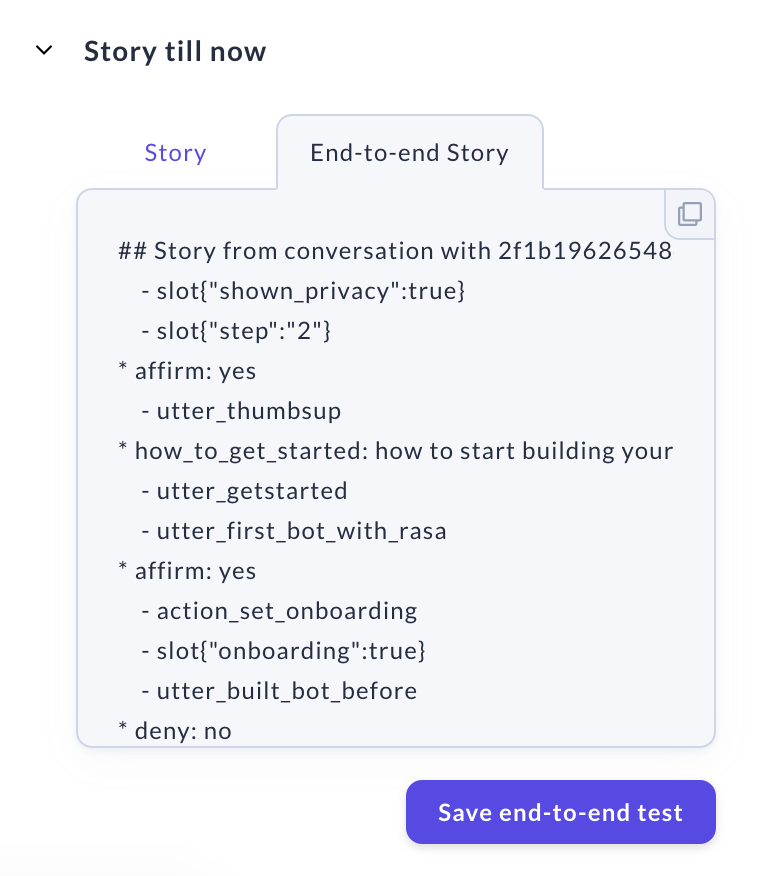 Story till now
Story
End-to-end Story
## Story from conversation with 2f1b19626548
- slot{"shown_privacy":true}
- slot{"step":"2"}
* affirm: yes
- utter_thumbsup
* how_to_get_started: how to start building your
- utter_getstarted
- utter_first_bot_with_rasa
* affirm: yes
- action_set_onboarding
- slot{"onboarding":true}
- utter_built_bot_before
* deny: no
Save end-to-end test